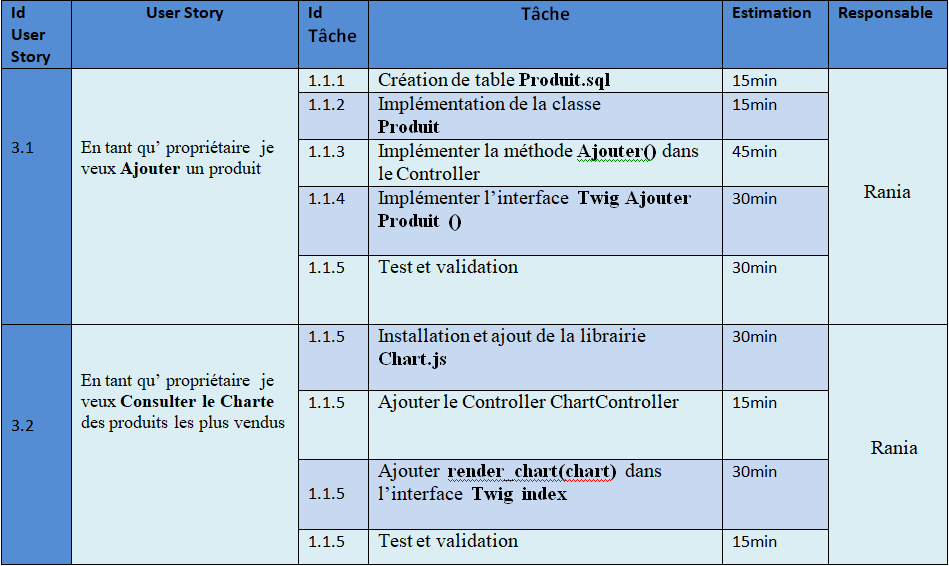 Id User Story
User Story
Id Tâche
Tâche
Estimation
Responsable
3.1
En tant qu’ propriétaire je
veux Ajouter un produit
1.1.1
Création de table Produit.sql
15min
1.1.2
Implémentation de la classe
Produit
15min
1.1.3
Implémenter la méthode Ajouter() dans
le Controller
45min
1.1.4
Implémenter l’interface Twig Ajouter
Produit ()
30min
1.1.5
Test et validation
30min
Rania
3.2
En tant qu’ propriétaire je
veux Consulter le Charte
des produits les plus vendus
1.1.5
Installation et ajout de la librairie
Chart.js
30min
1.1.5
Ajouter le Controller ChartController
15min
1.1.5
Ajouter render_chart(chart) dans
l’interface Twig index
30min
1.1.5
Test et validation
15min
Rania